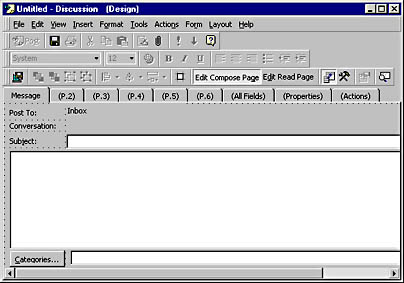 Untitled - Discussion (Design)
File Edit View Insert Format Tools Actions Form Layout Help
Post
System 12 B I U
Edit Compose Page Edit Read Page
Message (P.2) (P.3) (P.4) (P.5) (P.6) (All Fields) (Properties) (Actions)
Post To: Inbox
Conversation:
Subject:
Categories...